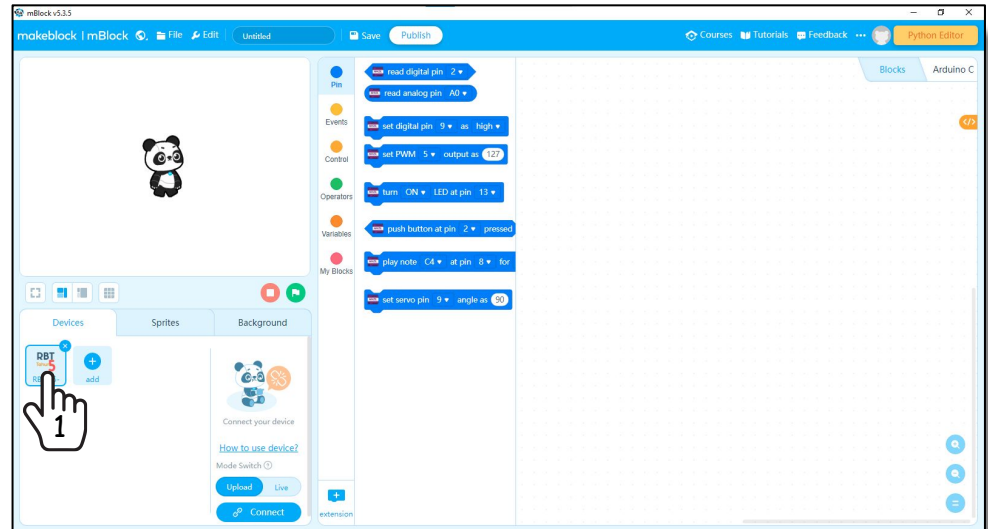 mBlock v5.3.5
makeblock | mBlock File Edit Untitled Save Publish Courses Tutorials Feedback ... Python Editor
Blocks Arduino C
Pin
Events
Control
Operators
Variables
My Blocks
extension
read digital pin 2
read analog pin A0
set digital pin 9 as high
set PWM 5 output as 127
turn ON LED at pin 13
push button at pin 2 pressed
play note C4 at pin 8 for
set servo pin 9 angle as 90
</>
Devices Sprites Background
RBT
5
add
1
Connect your device
How to use device?
Mode Switch ?
Upload Live
Connect